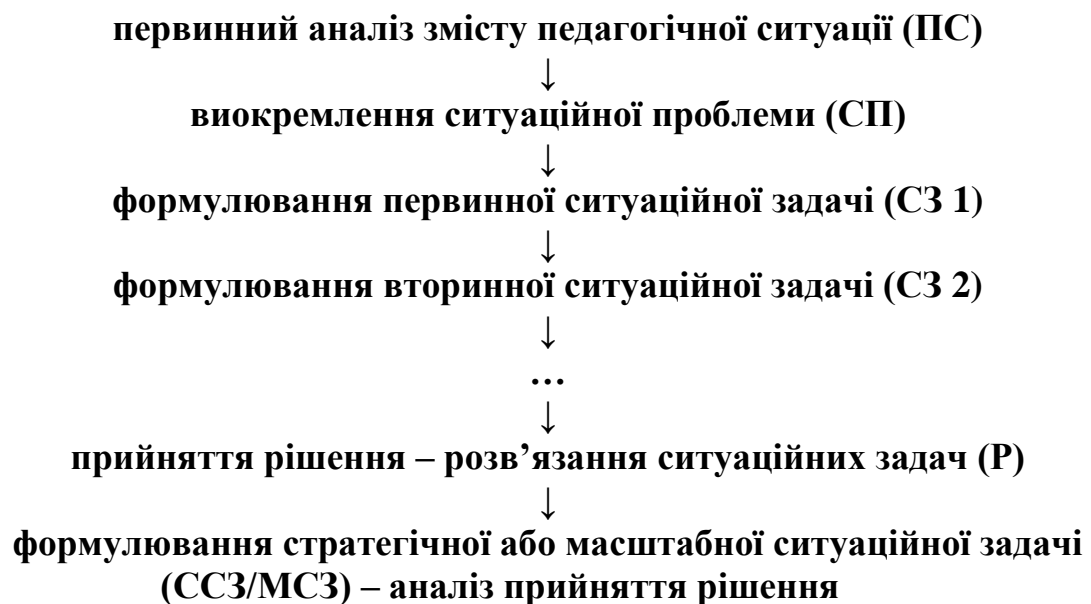 первинний аналіз змісту педагогічної ситуації (ПС)
↓
виокремлення ситуаційної проблеми (СП)
↓
формулювання первинної ситуаційної задачі (СЗ 1)
↓
формулювання вторинної ситуаційної задачі (СЗ 2)
↓
…
↓
прийняття рішення – розв’язання ситуаційних задач (Р)
↓
формулювання стратегічної або масштабної ситуаційної задачі
(ССЗ/МСЗ) – аналіз прийняття рішення